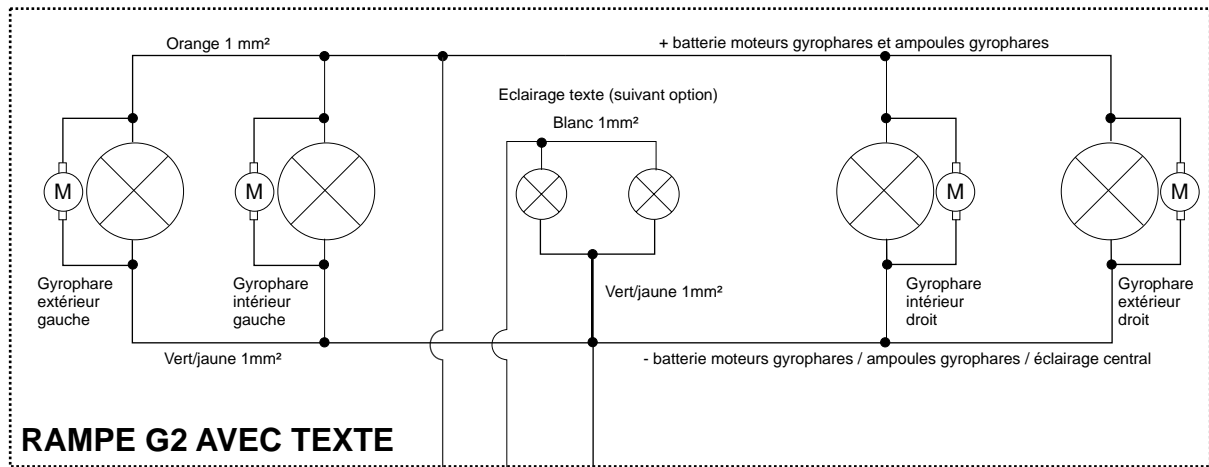 Orange 1 mm²
+ batterie moteurs gyrophares et ampoules gyrophares
Eclairage texte (suivant option)
Blanc 1mm²
M
M
M
M
Gyrophare
extérieur
gauche
Gyrophare
intérieur
gauche
Vert/jaune 1mm²
Gyrophare
intérieur
droit
Gyrophare
extérieur
droit
Vert/jaune 1mm²
- batterie moteurs gyrophares / ampoules gyrophares / éclairage central
RAMPE G2 AVEC TEXTE